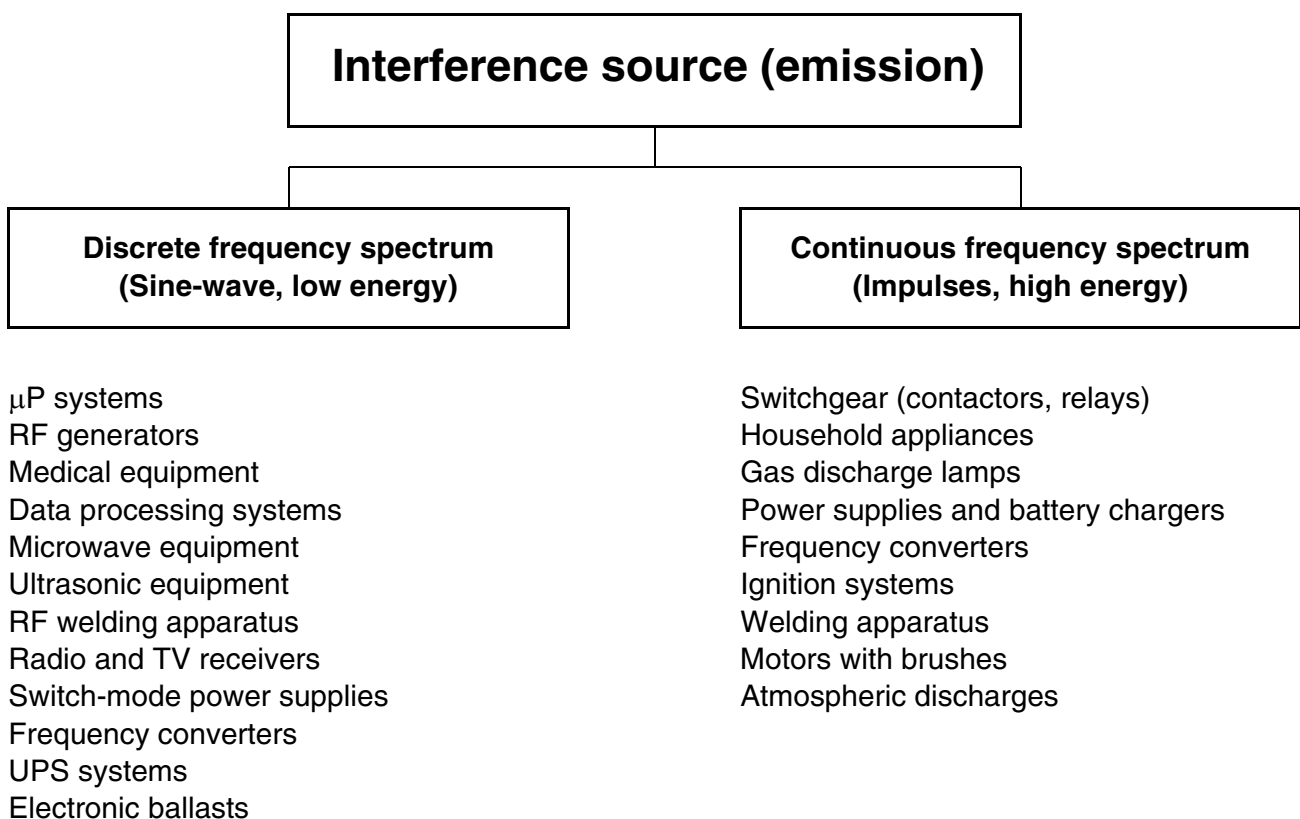 Interference source (emission)
Discrete frequency spectrum
(Sine-wave, low energy)
Continuous frequency spectrum
(Impulses, high energy)
μP systems
RF generators
Medical equipment
Data processing systems
Microwave equipment
Ultrasonic equipment
RF welding apparatus
Radio and TV receivers
Switch-mode power supplies
Frequency converters
UPS systems
Electronic ballasts
Switchgear (contactors, relays)
Household appliances
Gas discharge lamps
Power supplies and battery chargers
Frequency converters
Ignition systems
Welding apparatus
Motors with brushes
Atmospheric discharges